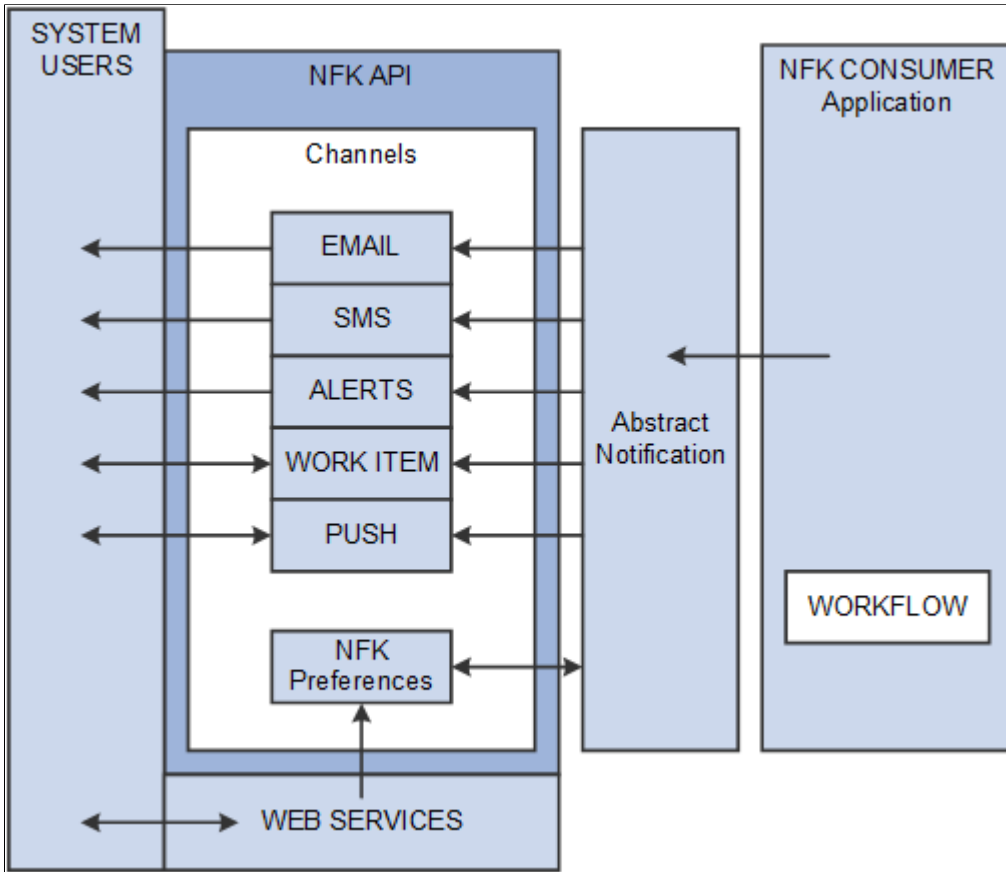 SYSTEM
USERS
NFK API
Channels
EMAIL
SMS
ALERTS
WORK ITEM
PUSH
NFK
Preferences
WEB SERVICES
Abstract
Notification
NFK CONSUMER
Application
WORKFLOW